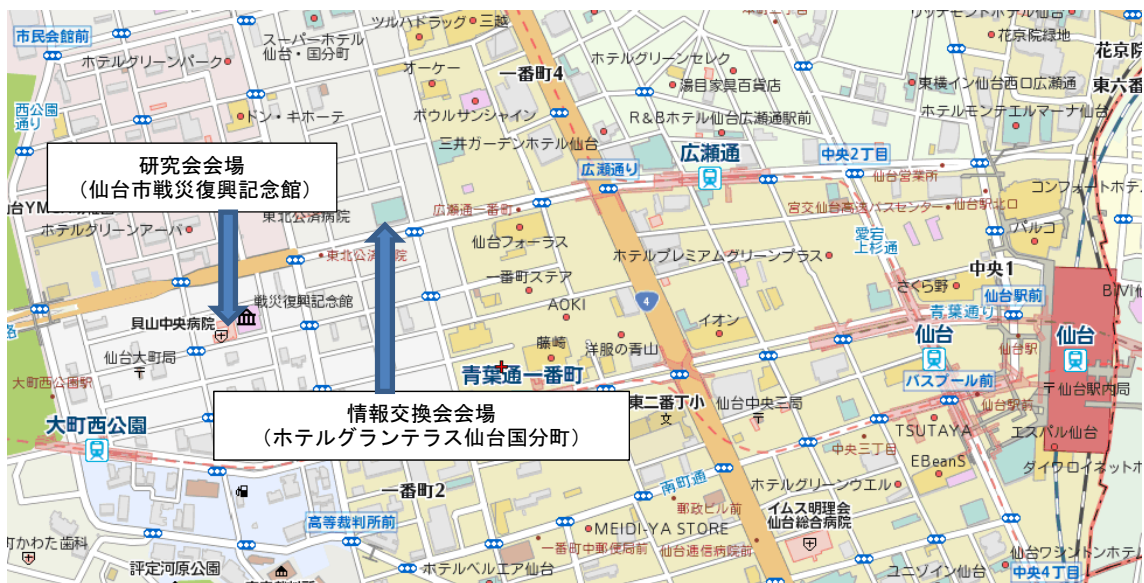 市民会館前
ツルハドラッグ
三越
スーパーホテル
仙台・国分町
ホテルグリーンパーク
オーケー
一番町4
ホテルグリーンセレク
湯目家具百貨店
花京院緑地
花京院
東六番
東横イン仙台西口広瀬通
ホテルモンテエルマーナ仙台
西公園
通り
ドン・キホーテ
ボウルサンシャイン
R&Bホテル仙台広瀬通駅前
三井ガーデンホテル仙台
広瀬通
中央2丁目
広瀬通り
仙台営業所
コンフォートホテ
研究会会場
(仙台市戦災復興記念館)
ホテルグリーンアーバ
東北公済病院
広瀬通一番町
宮交仙台高速バスセンター
仙台駅北口
パルコ
愛宕
上杉通
東北公済病院
仙台フォーラス
ホテルプレミアムグリーンプラス
中央1
一番町ステア
さくら野
仙台駅前
戦災復興記念館
AOKI
4
青葉通り
貝山中央病院
イオン
仙台
仙台
仙台駅
仙台大町局
藤崎
洋服の青山
大町西公園駅
青葉通一番町
バスプール前
〒仙台駅内局
大町西公園
情報交換会会場
(ホテルグランテラス仙台国分町)
東二番丁小
文
仙台中央三局
仙台駅前
TSUTAYA
エスパル仙台
中央三丁目
EBeanS
ダイワロイネットホ
一番町2
南町通
ホテルグリーンウエル
郵政ビル前
高等裁判所前
MEIDI-YA STORE
イムス明理会
仙台総合病院
町かわた歯科
一番町中郵便局前
仙台逓信病院前
仙台ワシントンホテ
評定河原公園
ホテルベルエア仙台
ユニゾイン仙台
中央4丁目